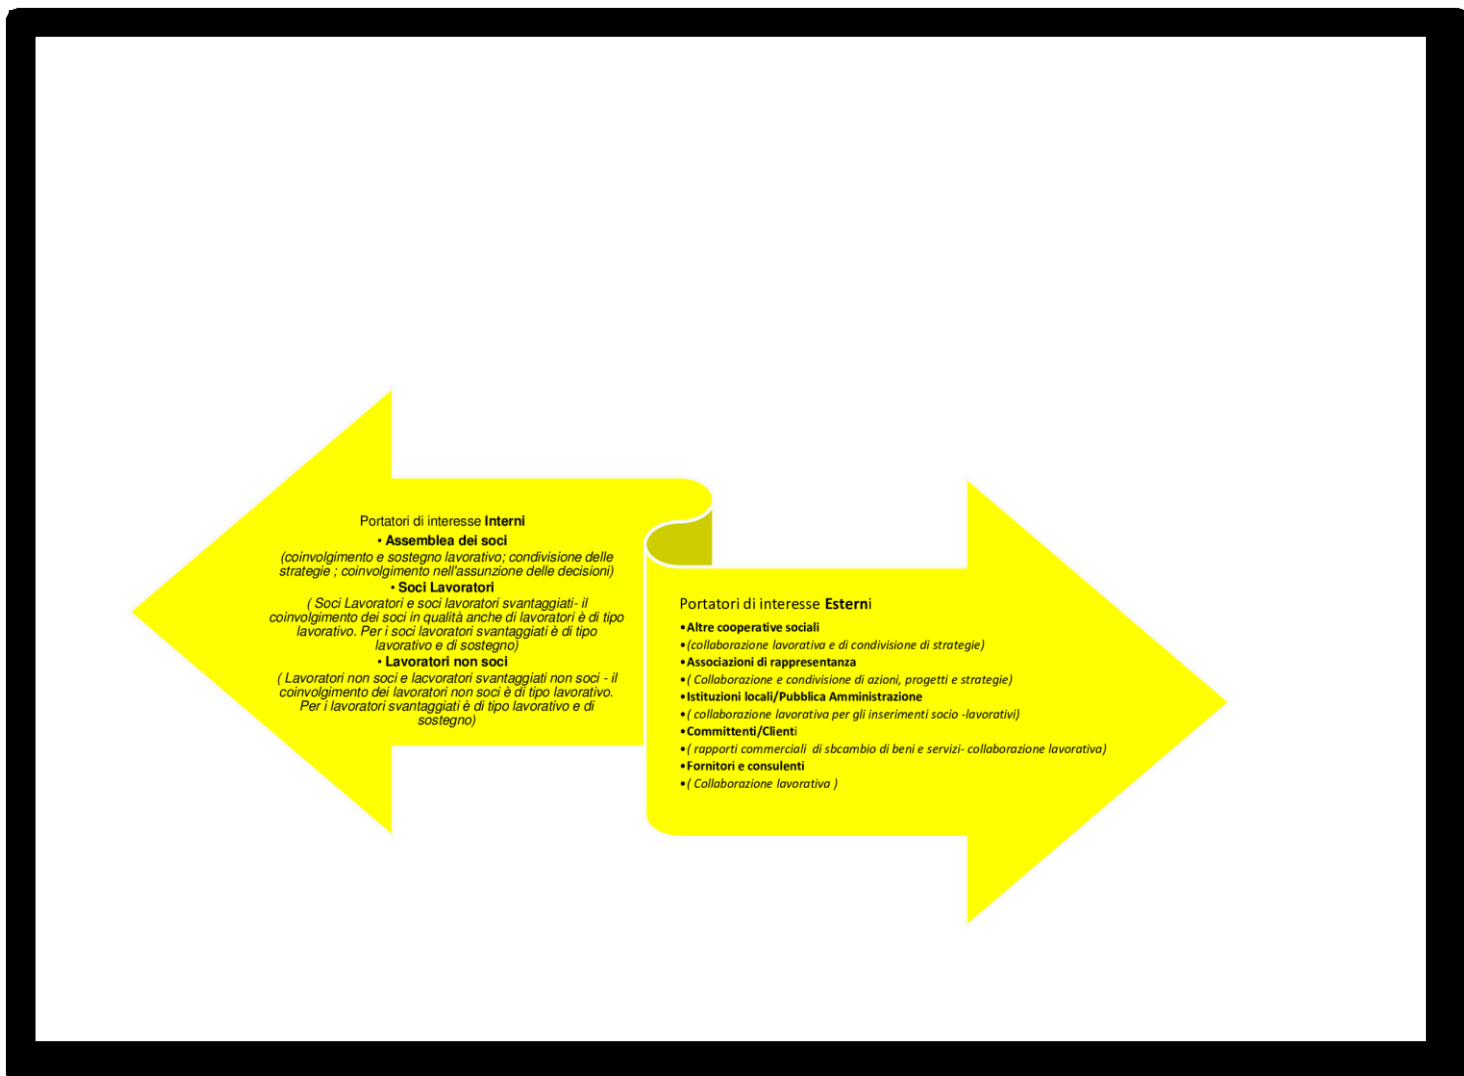 Portatori di interesse Interni
• Assemblea dei soci
(coinvolgimento e sostegno lavorativo; condivisione delle
strategie ; coinvolgimento nell'assunzione delle decisioni)
• Soci Lavoratori
( Soci Lavoratori e soci lavoratori svantaggiati- il
coinvolgimento dei soci in qualità anche di lavoratori è di tipo
lavorativo. Per i soci lavoratori svantaggiati è di tipo
lavorativo e di sostegno)
• Lavoratori non soci
( Lavoratori non soci e lacvoratori svantaggiati non soci - il
coinvolgimento dei lavoratori non soci è di tipo lavorativo.
Per i lavoratori svantaggiati è di tipo lavorativo e di
sostegno)
Portatori di interesse Esterni
•Altre cooperative sociali
•(collaborazione lavorativa e di condivisione di strategie)
•Associazioni di rappresentanza
•( Collaborazione e condivisione di azioni, progetti e strategie)
•Istituzioni locali/Pubblica Amministrazione
•( collaborazione lavorativa per gli inserimenti socio -lavorativi)
•Committenti/Clienti
•( rapporti commerciali di sbcambio di beni e servizi- collaborazione lavorativa)
•Fornitori e consulenti
•( Collaborazione lavorativa )